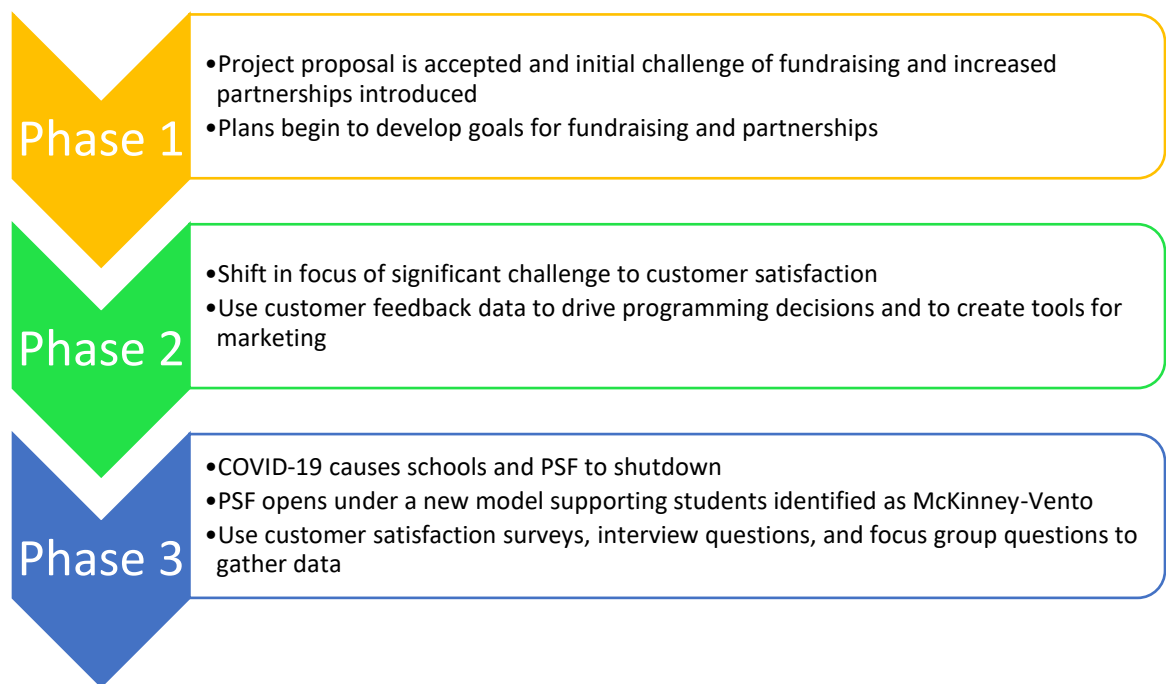 Phase 1
•Project proposal is accepted and initial challenge of fundraising and increased
partnerships introduced
•Plans begin to develop goals for fundraising and partnerships
Phase 2
•Shift in focus of significant challenge to customer satisfaction
•Use customer feedback data to drive programming decisions and to create tools for
marketing
Phase 3
•COVID-19 causes schools and PSF to shutdown
•PSF opens under a new model supporting students identified as McKinney-Vento
•Use customer satisfaction surveys, interview questions, and focus group questions to
gather data